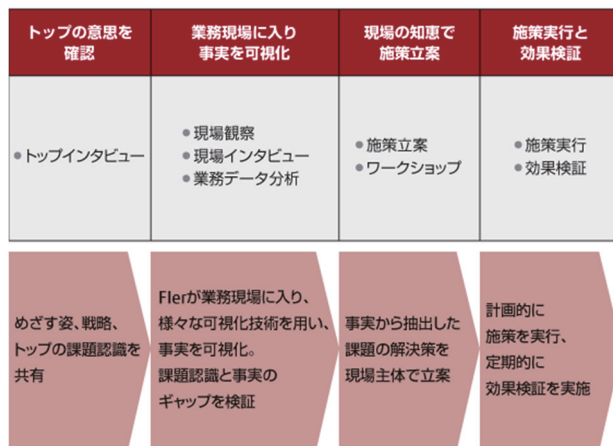 トップの意思を
確認
業務現場に入り
事実を可視化
現場の知恵で
施策立案
施策実行と
効果検証
●トップインタビュー
●現場観察
●現場インタビュー
●業務データ分析
●施策立案
●ワークショップ
●施策実行
●効果検証
めざす姿、戦略、
トップの課題認識を
共有
FIerが業務現場に入り、
様々な可視化技術を用い、
事実を可視化。
課題認識と事実の
ギャップを検証
事実から抽出した
課題の解決策を
現場主体で立案
計画的に
施策を実行、
定期的に
効果検証を実施